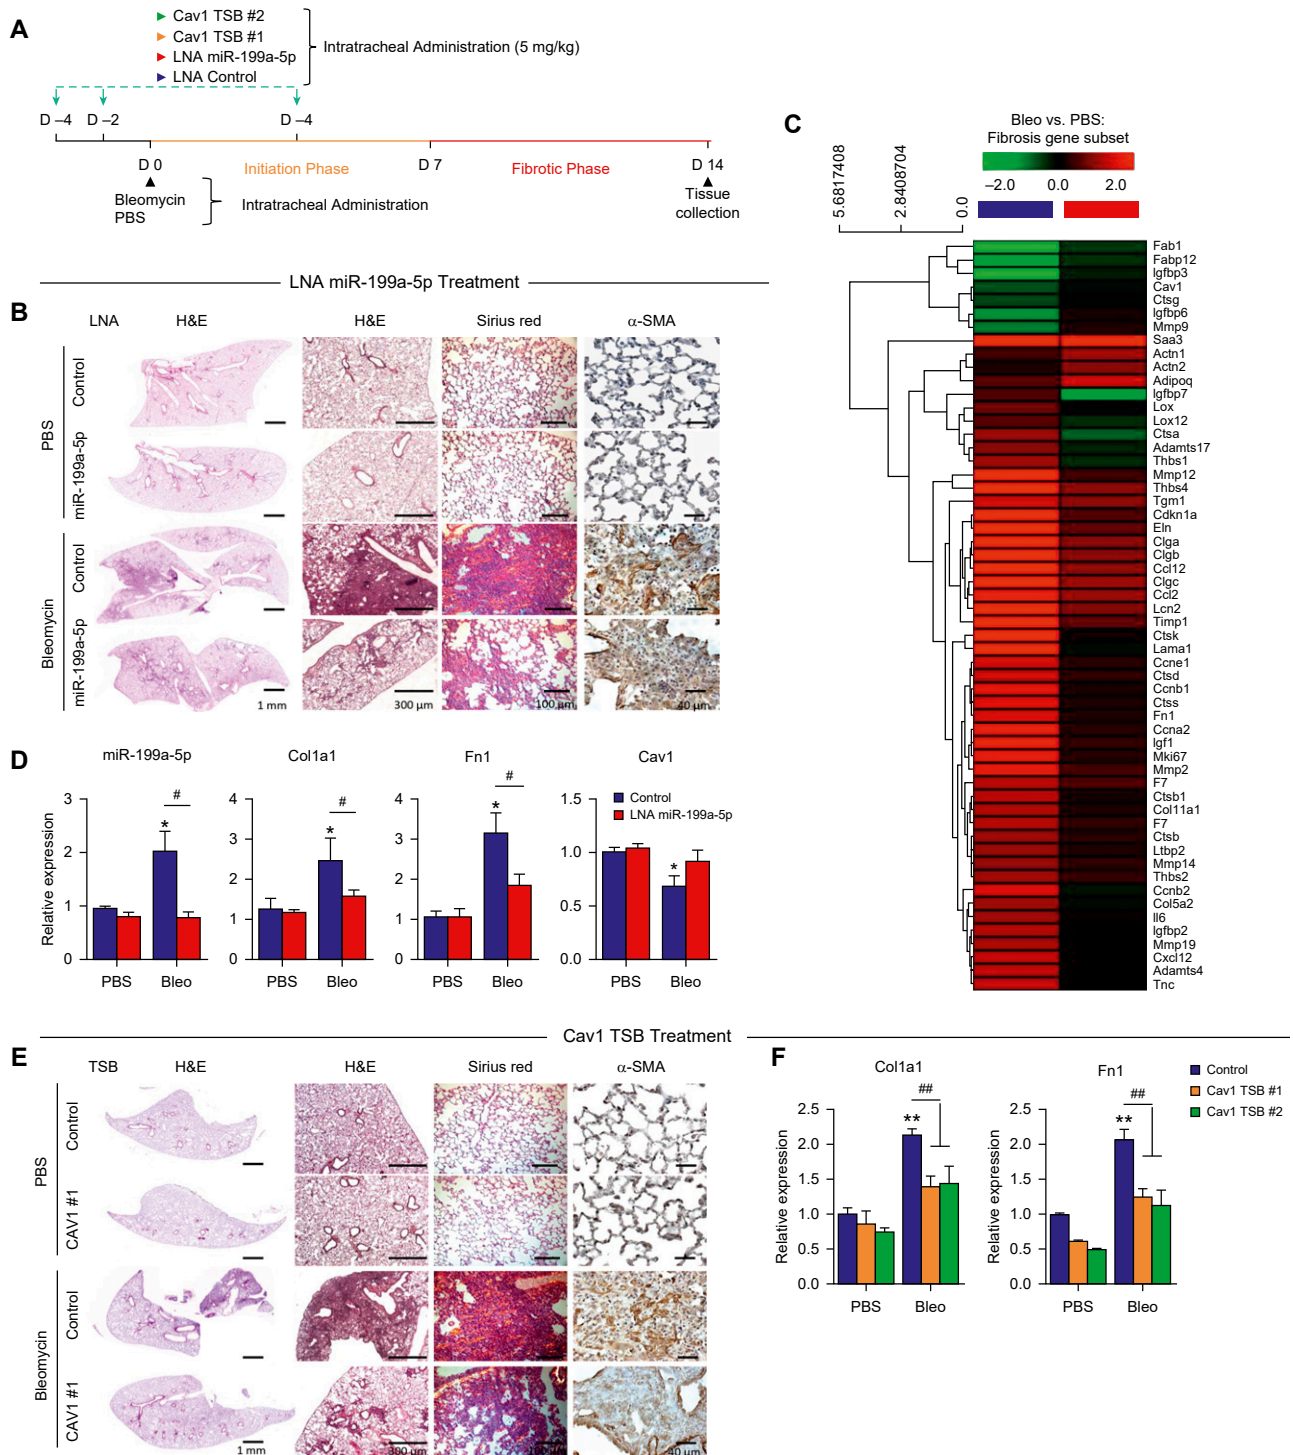 A
Cav1 TSB #2
Cav1 TSB #1
LNA miR-199a-5p
LNA Control
Intratracheal Administration (5 mg/kg)
D –4
D –2
D –4
D 0
Initiation Phase
D 7
Fibrotic Phase
D 14
Bleomycin
PBS
Intratracheal Administration
Tissue
collection
LNA miR-199a-5p Treatment
B
LNA
H&E
H&E
Sirius red
α-SMA
PBS
Control
miR-199a-5p
Bleomycin
Control
miR-199a-5p
1 mm
300 μm
100 μm
40 μm
C
Bleo vs. PBS:
Fibrosis gene subset
–2.0
0.0
2.0
5.6817408
2.8408704
0.0
Fab1
Fabp12
Igfbp3
Cav1
Ctsg
Igfbp6
Mmp9
Saa3
Actn1
Actn2
Adipoq
Igfbp7
Lox
Lox12
Ctsa
Adamts17
Thbs1
Mmp12
Thbs4
Tgm1
Cdkn1a
Eln
Clga
Clgb
Ccl12
Clgc
Ccl2
Lcn2
Timp1
Ctsk
Lama1
Ccne1
Ctsd
Ccnb1
Ctss
Fn1
Ccna2
Igf1
Mki67
Mmp2
F7
Ctsb1
Col11a1
F7
Ctsb
Ltbp2
Mmp14
Thbs2
Ccnb2
Col5a2
Il6
Igfbp2
Mmp19
Cxcl12
Adamts4
Tnc
D
miR-199a-5p
Relative expression
3
2
1
0
*
#
PBS
Bleo
Col1a1
4
3
2
1
0
*
#
PBS
Bleo
Fn1
4
3
2
1
0
*
#
PBS
Bleo
Cav1
1.5
1.0
0.5
0.0
*
Control
LNA miR-199a-5p
PBS
Bleo
Cav1 TSB Treatment
E
TSB
H&E
H&E
Sirius red
α-SMA
PBS
Control
CAV1 #1
Bleomycin
Control
CAV1 #1
1 mm
300 μm
100 μm
40 μm
F
Col1a1
Relative expression
2.5
2.0
1.5
1.0
0.5
0.0
**
##
PBS
Bleo
Fn1
Relative expression
2.5
2.0
1.5
1.0
0.5
0.0
**
##
PBS
Bleo
Control
Cav1 TSB #1
Cav1 TSB #2